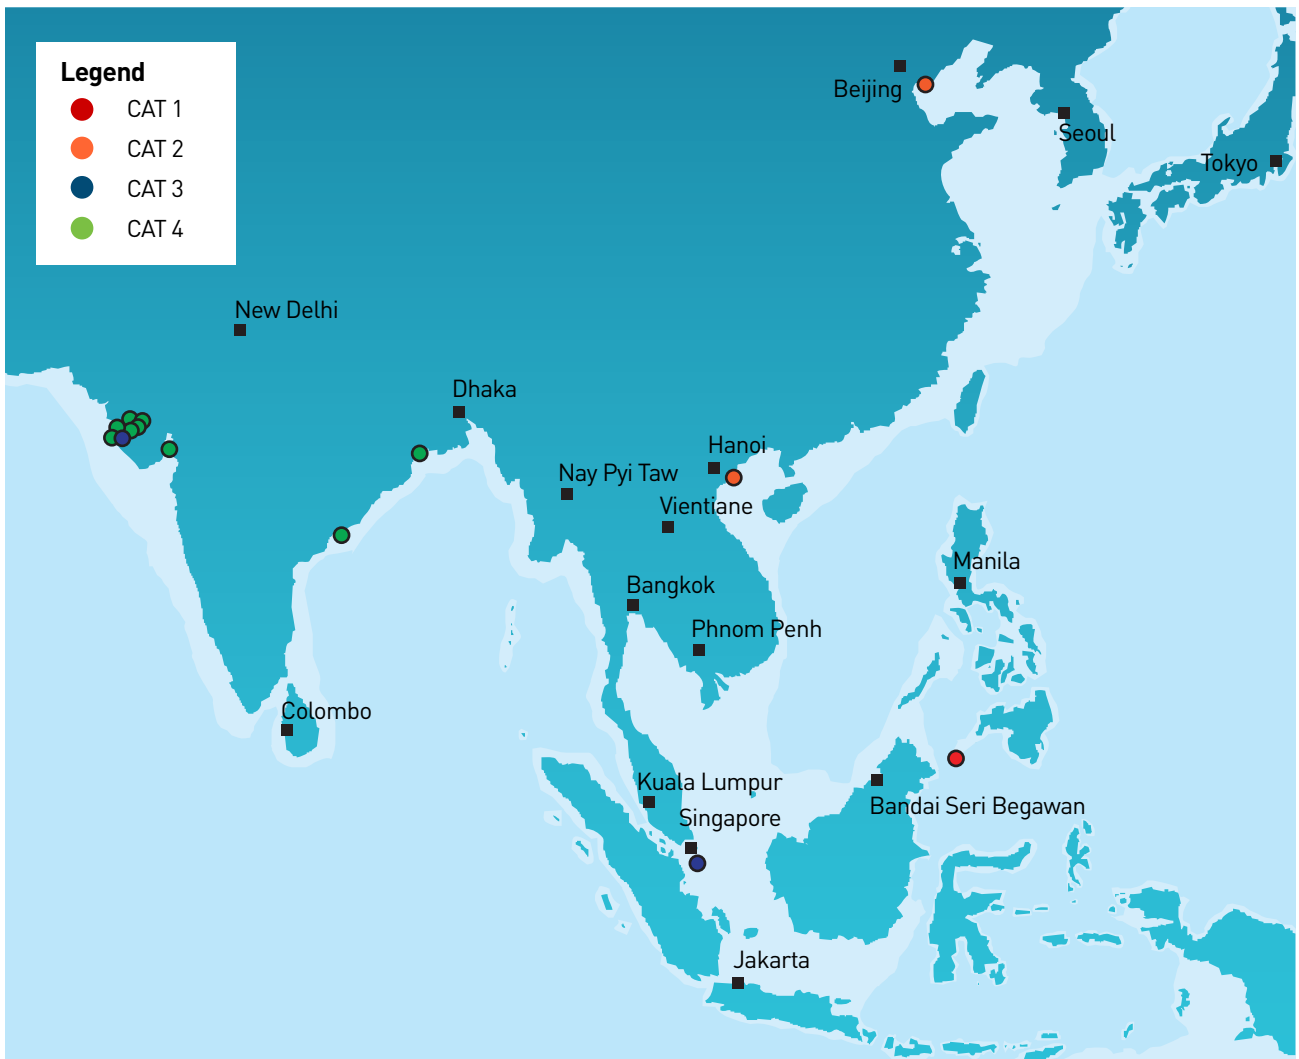 Legend
CAT 1
CAT 2
CAT 3
CAT 4
Beijing
Seoul
Tokyo
New Delhi
Dhaka
Hanoi
Nay Pyi Taw
Vientiane
Manila
Bangkok
Phnom Penh
Colombo
Kuala Lumpur
Bandai Seri Begawan
Singapore
Jakarta